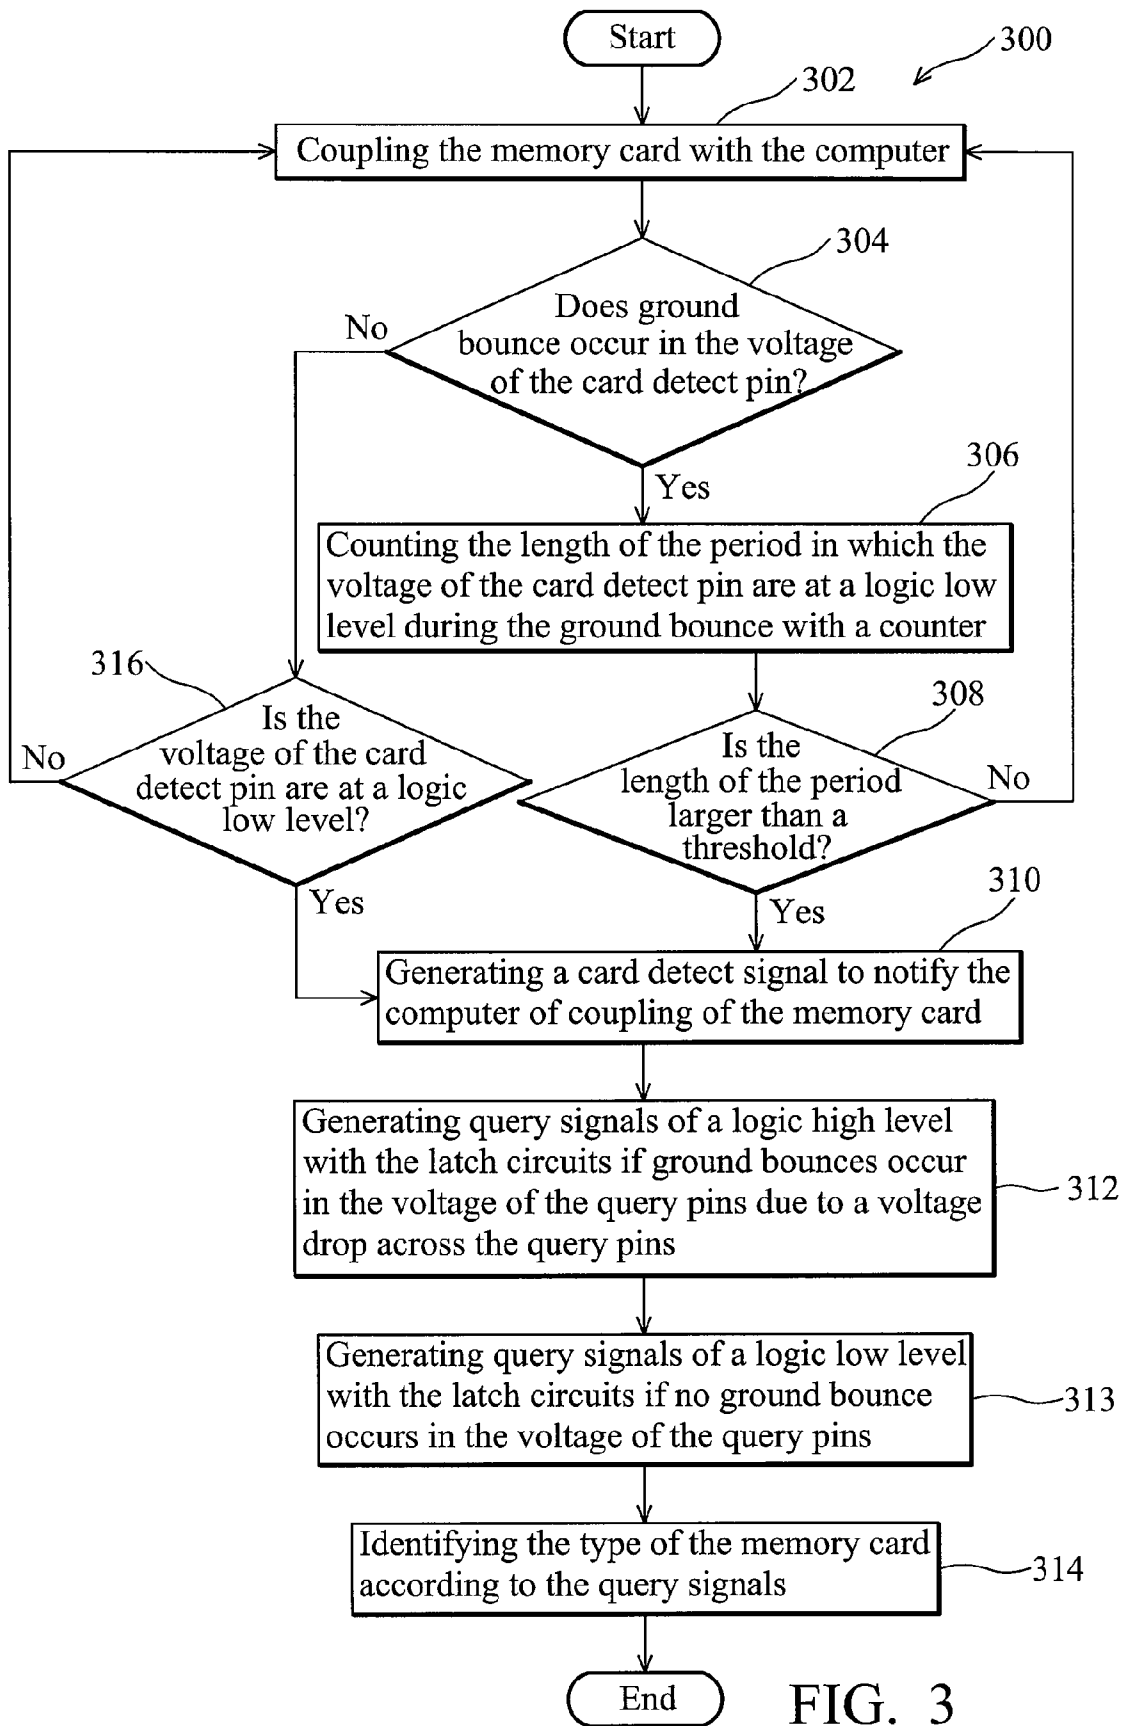 Start
300
302
Coupling the memory card with the computer
304
Does ground
bounce occur in the voltage
of the card detect pin?
No
Yes
306
Counting the length of the period in which the
voltage of the card detect pin are at a logic low
level during the ground bounce with a counter
316
Is the
voltage of the card
detect pin are at a logic
low level?
No
Yes
308
Is the
length of the period
larger than a
threshold?
No
Yes
310
Generating a card detect signal to notify the
computer of coupling of the memory card
Generating query signals of a logic high level
with the latch circuits if ground bounces occur
in the voltage of the query pins due to a voltage
drop across the query pins
312
Generating query signals of a logic low level
with the latch circuits if no ground bounce
occurs in the voltage of the query pins
313
Identifying the type of the memory card
according to the query signals
314
End
FIG. 3